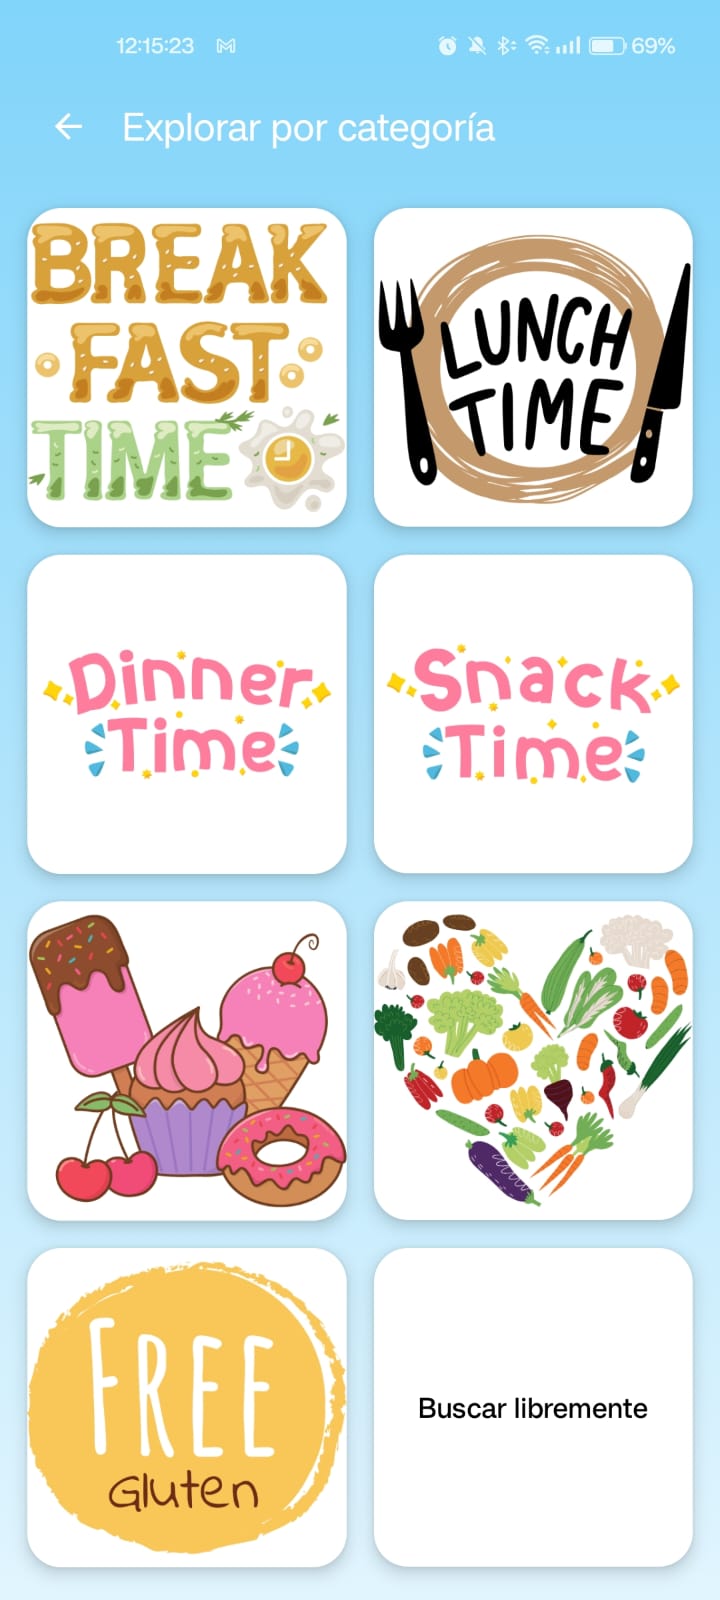 12:15:23 69%
Explorar por categoría
BREAK
FAST
TIME
LUNCH
TIME
Dinner
Time
Snack
Time
FREE
Gluten
Buscar libremente